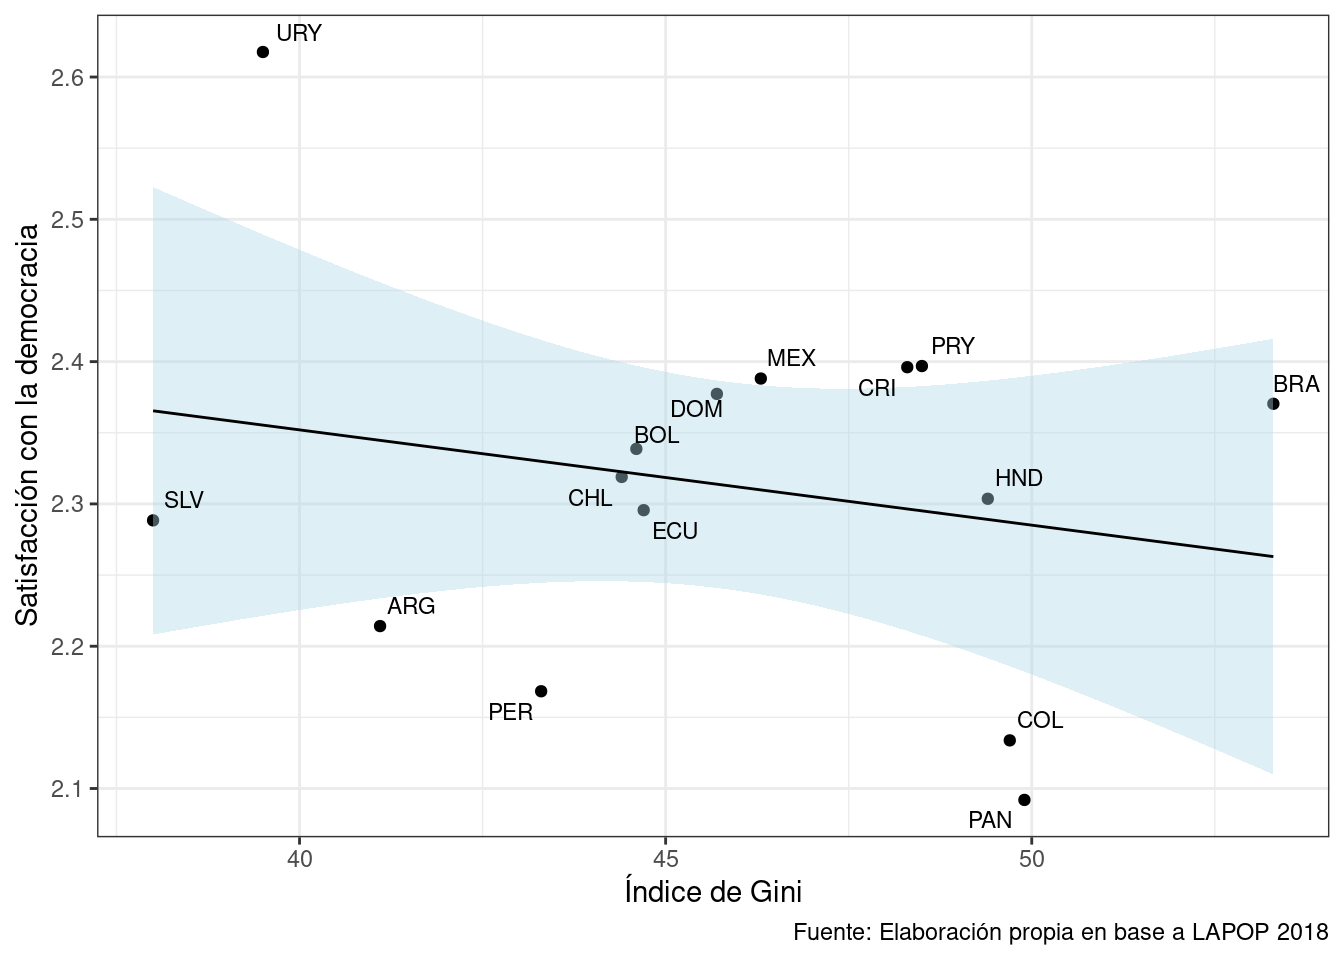 Satisfacción con la democracia
2.6
2.5
2.4
2.3
2.2
2.1
URY
MEX
PRY
CRI
BRA
DOM
BOL
HND
SLV
CHL
ECU
ARG
PER
COL
PAN
40
45
50
Índice de Gini
Fuente: Elaboración propia en base a LAPOP 2018